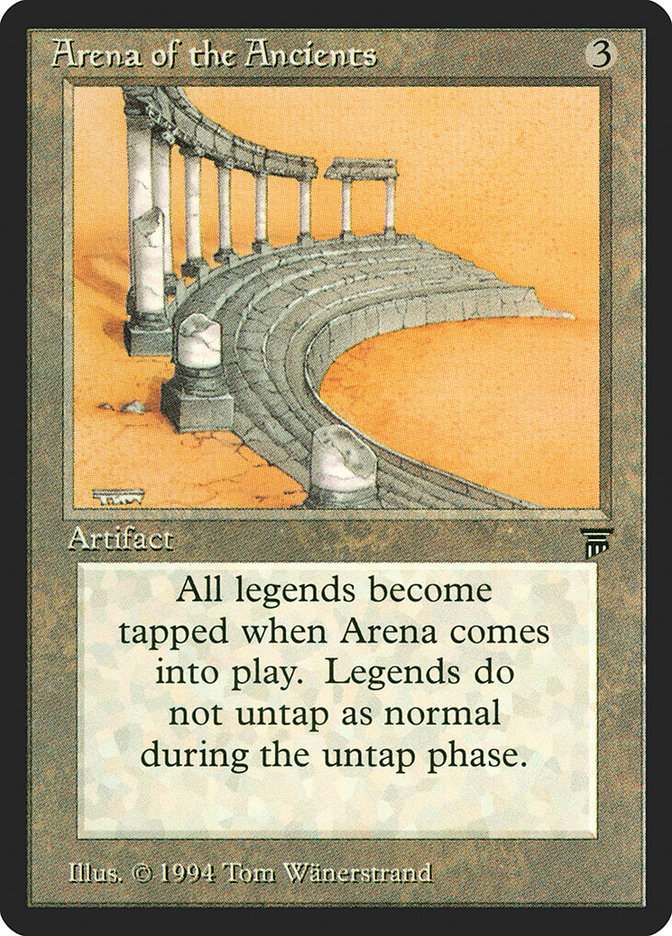 Arena of the Ancients
3
Artifact
All legends become
tapped when Arena comes
into play. Legends do
not untap as normal
during the untap phase.
Illus. © 1994 Tom Wänerstrand